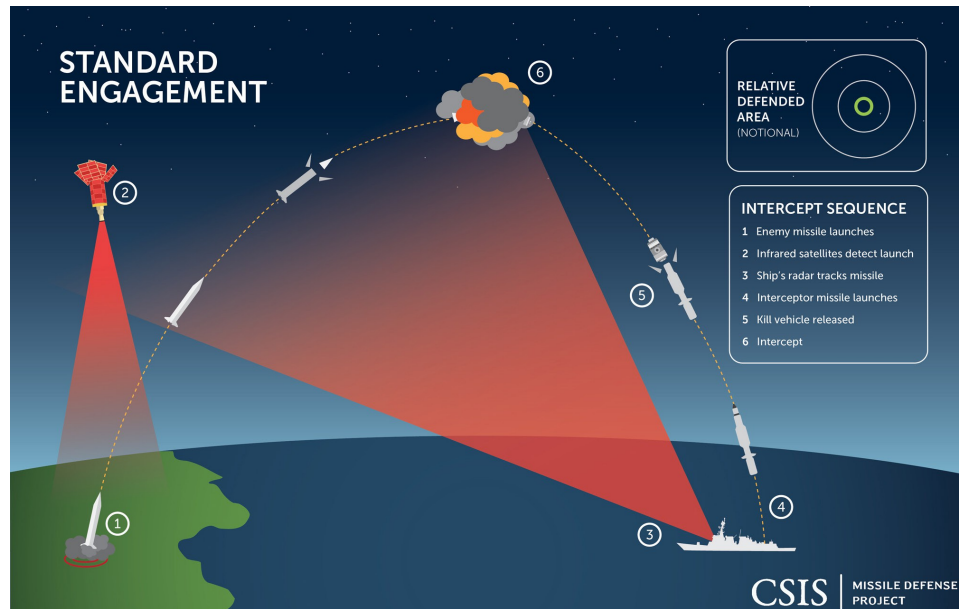 STANDARD
ENGAGEMENT
6
RELATIVE
DEFENDED
AREA
(NOTIONAL)
2
INTERCEPT SEQUENCE
1 Enemy missile launches
2 Infrared satellites detect launch
3 Ship's radar tracks missile
4 Interceptor missile launches
5 Kill vehicle released
6 Intercept
5
1
4
3
CSIS | MISSILE DEFENSE
PROJECT